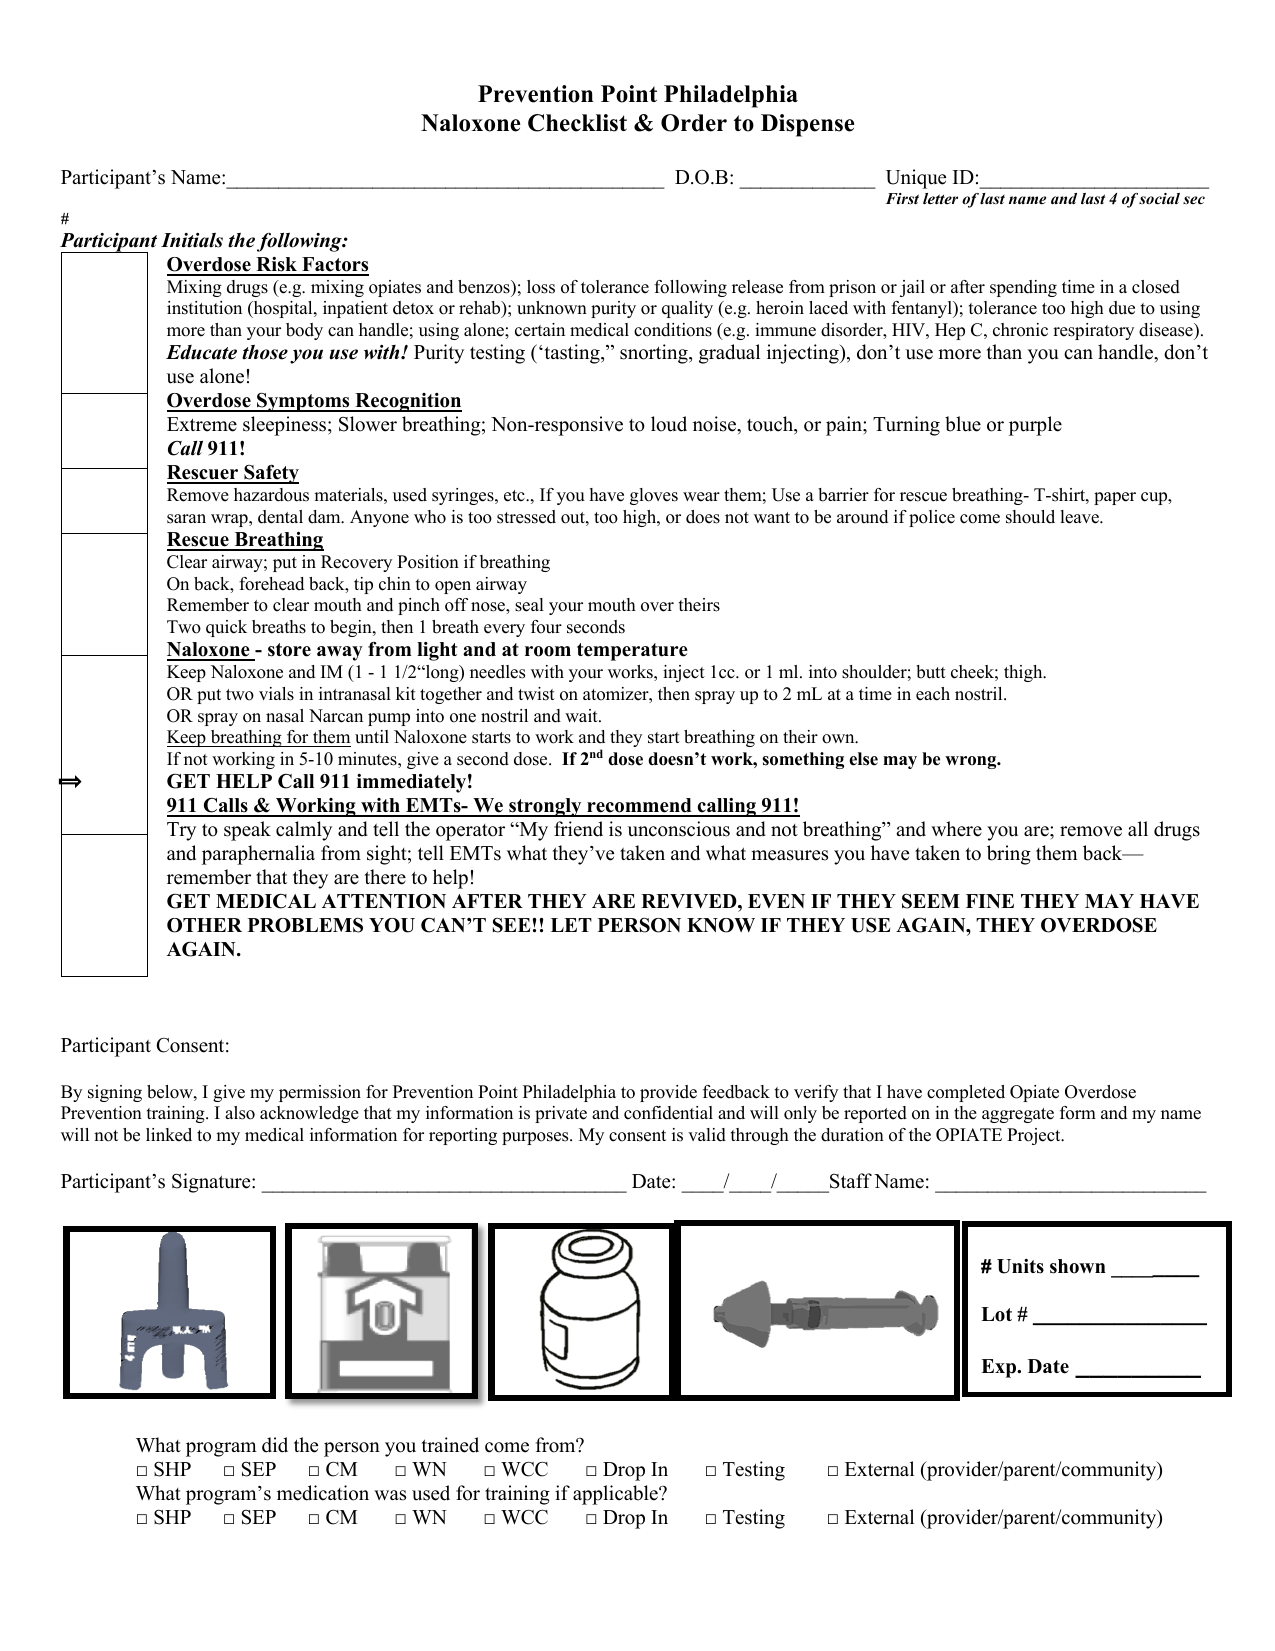 Prevention Point Philadelphia
Naloxone Checklist & Order to Dispense
Participant’s Name:__________________________________________ D.O.B: _____________ Unique ID:______________________
First letter of last name and last 4 of social sec
#
Participant Initials the following:
Overdose Risk Factors
Mixing drugs (e.g. mixing opiates and benzos); loss of tolerance following release from prison or jail or after spending time in a closed
institution (hospital, inpatient detox or rehab); unknown purity or quality (e.g. heroin laced with fentanyl); tolerance too high due to using
more than your body can handle; using alone; certain medical conditions (e.g. immune disorder, HIV, Hep C, chronic respiratory disease).
Educate those you use with! Purity testing (‘tasting,” snorting, gradual injecting), don’t use more than you can handle, don’t
use alone!
Overdose Symptoms Recognition
Extreme sleepiness; Slower breathing; Non-responsive to loud noise, touch, or pain; Turning blue or purple
Call 911!
Rescuer Safety
Remove hazardous materials, used syringes, etc., If you have gloves wear them; Use a barrier for rescue breathing- T-shirt, paper cup,
saran wrap, dental dam. Anyone who is too stressed out, too high, or does not want to be around if police come should leave.
Rescue Breathing
Clear airway; put in Recovery Position if breathing
On back, forehead back, tip chin to open airway
Remember to clear mouth and pinch off nose, seal your mouth over theirs
Two quick breaths to begin, then 1 breath every four seconds
Naloxone - store away from light and at room temperature
Keep Naloxone and IM (1 - 1 1/2“long) needles with your works, inject 1cc. or 1 ml. into shoulder; butt cheek; thigh.
OR put two vials in intranasal kit together and twist on atomizer, then spray up to 2 mL at a time in each nostril.
OR spray on nasal Narcan pump into one nostril and wait.
Keep breathing for them until Naloxone starts to work and they start breathing on their own.
If not working in 5-10 minutes, give a second dose. If 2nd dose doesn’t work, something else may be wrong.
⇨ GET HELP Call 911 immediately!
911 Calls & Working with EMTs- We strongly recommend calling 911!
Try to speak calmly and tell the operator “My friend is unconscious and not breathing” and where you are; remove all drugs
and paraphernalia from sight; tell EMTs what they’ve taken and what measures you have taken to bring them back—
remember that they are there to help!
GET MEDICAL ATTENTION AFTER THEY ARE REVIVED, EVEN IF THEY SEEM FINE THEY MAY HAVE
OTHER PROBLEMS YOU CAN’T SEE!! LET PERSON KNOW IF THEY USE AGAIN, THEY OVERDOSE
AGAIN.
Participant Consent:
By signing below, I give my permission for Prevention Point Philadelphia to provide feedback to verify that I have completed Opiate Overdose
Prevention training. I also acknowledge that my information is private and confidential and will only be reported on in the aggregate form and my name
will not be linked to my medical information for reporting purposes. My consent is valid through the duration of the OPIATE Project.
Participant’s Signature: ___________________________________ Date: ____/____/_____Staff Name: __________________________
# Units shown ________
Lot # ________________
Exp. Date ____________
What program did the person you trained come from?
□ SHP □ SEP □ CM □ WN □ WCC □ Drop In □ Testing □ External (provider/parent/community)
What program’s medication was used for training if applicable?
□ SHP □ SEP □ CM □ WN □ WCC □ Drop In □ Testing □ External (provider/parent/community)